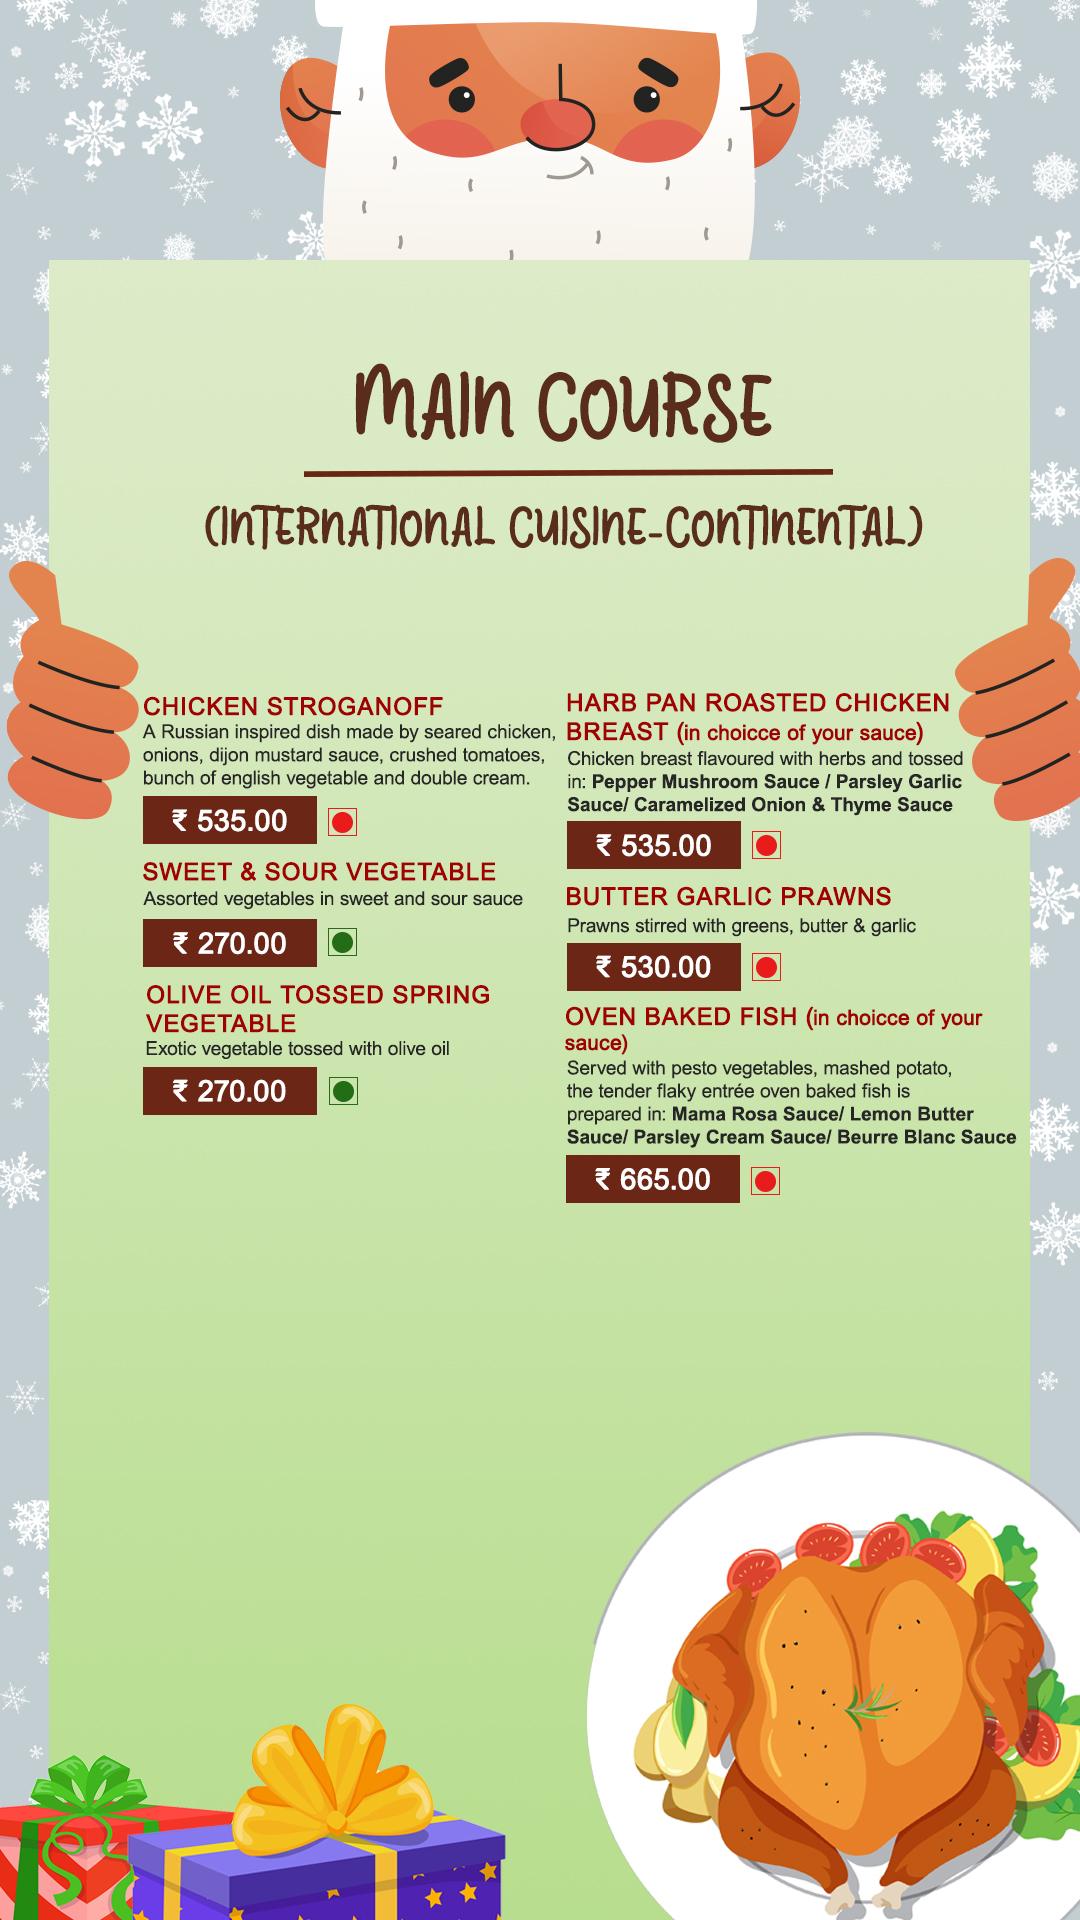 MAIN COURSE
(INTERNATIONAL CUISINE-CONTINENTAL)
CHICKEN STROGANOFF
A Russian inspired dish made by seared chicken,
onions, dijon mustard sauce, crushed tomatoes,
bunch of english vegetable and double cream.
₹ 535.00
SWEET & SOUR VEGETABLE
Assorted vegetables in sweet and sour sauce
₹ 270.00
OLIVE OIL TOSSED SPRING
VEGETABLE
Exotic vegetable tossed with olive oil
₹ 270.00
HARB PAN ROASTED CHICKEN
BREAST (in choicce of your sauce)
Chicken breast flavoured with herbs and tossed
in: Pepper Mushroom Sauce / Parsley Garlic
Sauce/ Caramelized Onion & Thyme Sauce
₹ 535.00
BUTTER GARLIC PRAWNS
Prawns stirred with greens, butter & garlic
₹ 530.00
OVEN BAKED FISH (in choicce of your
sauce)
Served with pesto vegetables, mashed potato,
the tender flaky entrée oven baked fish is
prepared in: Mama Rosa Sauce/ Lemon Butter
Sauce/ Parsley Cream Sauce/ Beurre Blanc Sauce
₹ 665.00